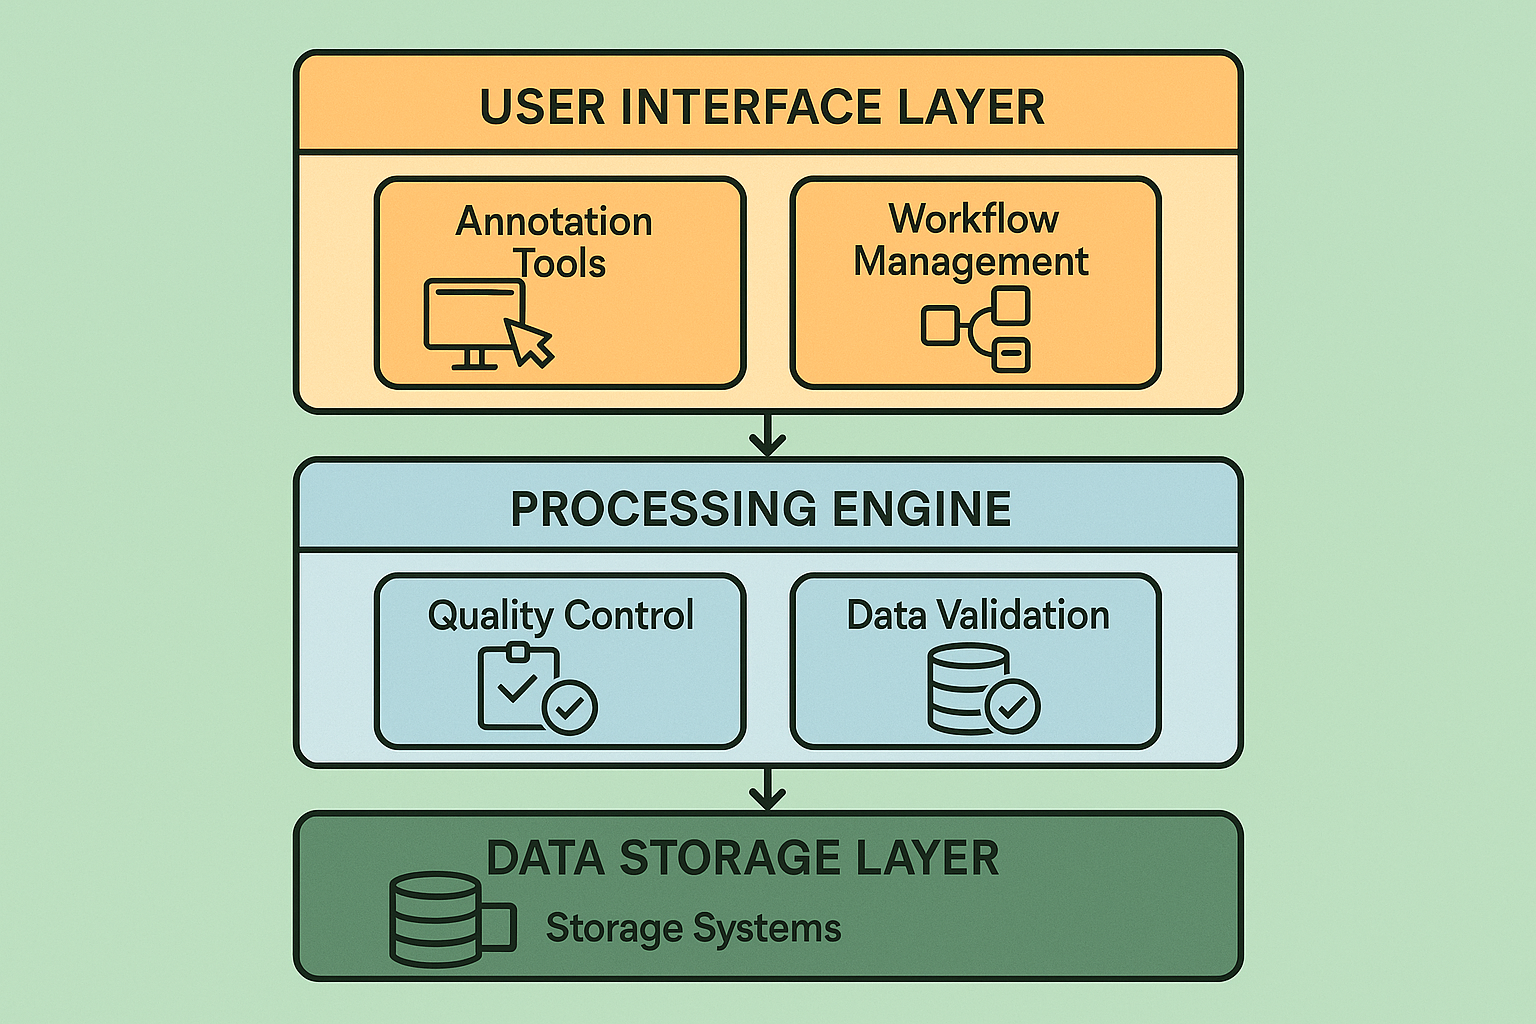 USER INTERFACE LAYER
Annotation
Tools
Workflow
Management
PROCESSING ENGINE
Quality Control
Data Validation
DATA STORAGE LAYER
Storage Systems